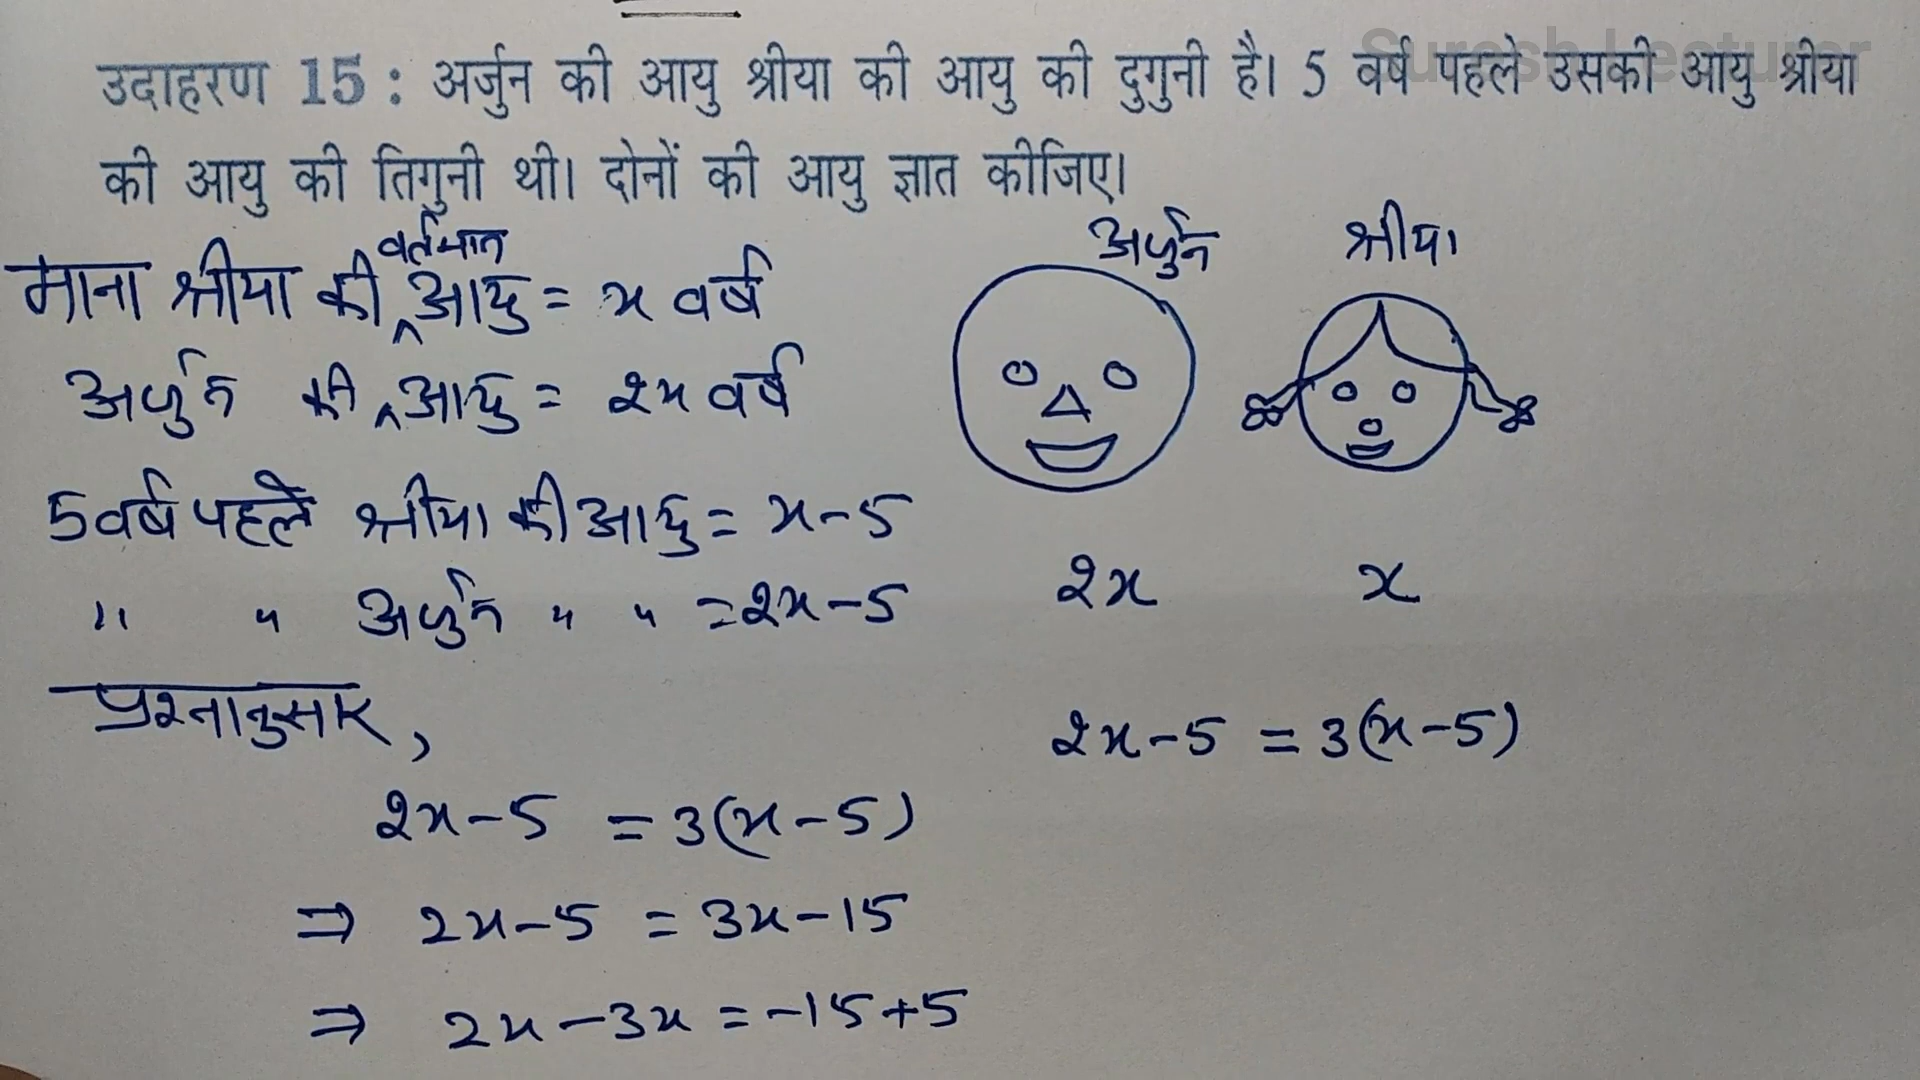 Suresh Lecturer
उदाहरण 15 : अर्जुन की आयु श्रीया की आयु की दुगुनी है। 5 वर्ष पहले उसकी आयु श्रीया
की आयु की तिगुनी थी। दोनों की आयु ज्ञात कीजिए।
अर्जुन श्रीया
माना श्रीया की वर्तमान आयु = x वर्ष
अर्जुन की आयु = 2x वर्ष
5 वर्ष पहले श्रीया की आयु = x - 5
" " अर्जुन " " = 2x - 5
2x x
प्रश्नानुसार,
2x - 5 = 3(x - 5)
2x - 5 = 3(x - 5)
⇒ 2x - 5 = 3x - 15
⇒ 2x - 3x = -15 + 5